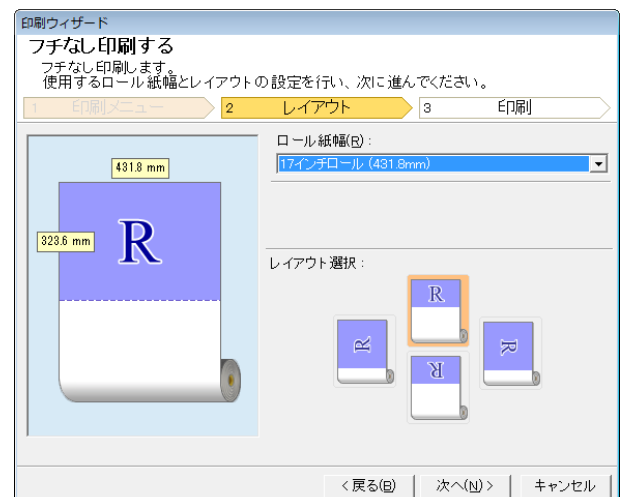 印刷ウィザード
フチなし印刷する
フチなし印刷します。
使用するロール紙幅とレイアウトの設定を行い、次に進んでください。
1 印刷メニュー 2 レイアウト 3 印刷
ロール紙幅(R):
17インチロール (431.8mm)
431.8 mm
323.6 mm
R
レイアウト選択:
R
R
R
R
<戻る(B) 次へ(N)> キャンセル